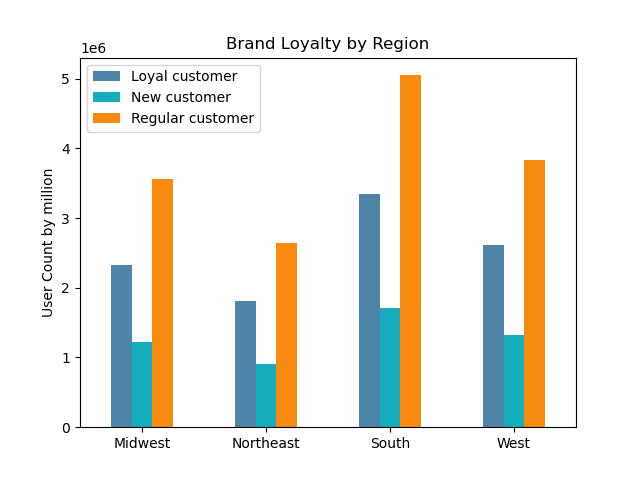 Brand Loyalty by Region
1e6
Loyal customer
New customer
Regular customer
User Count by million
5
4
3
2
1
0
Midwest Northeast South West